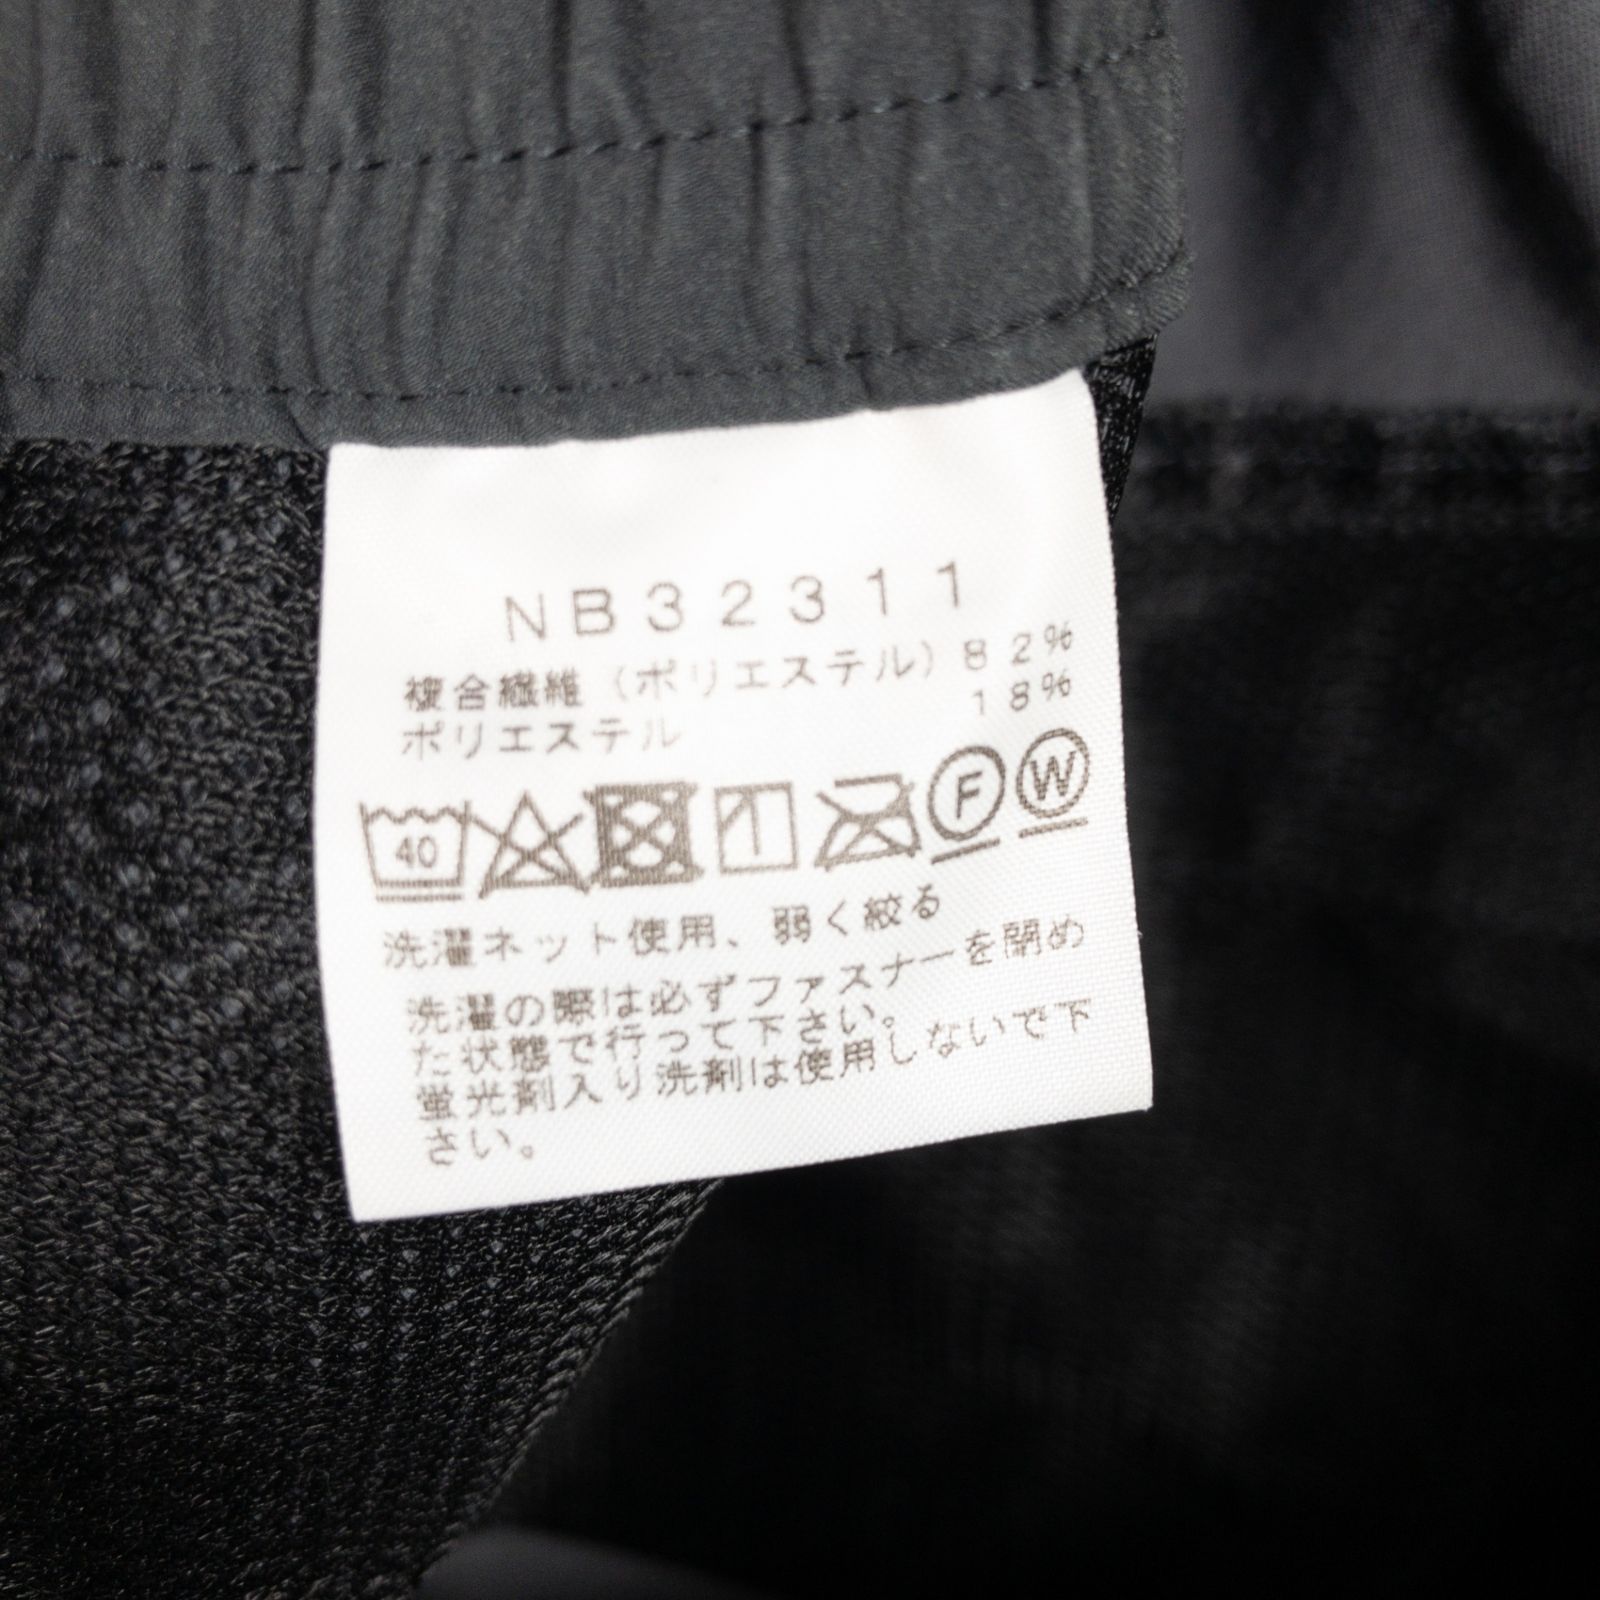 NB32311
複合繊維（ポリエステル）82%
ポリエステル 18%
40 F W
洗濯ネット使用、弱く絞る
洗濯の際は必ずファスナーを閉め
た状態で行って下さい。
蛍光剤入り洗剤は使用しないで下
さい。